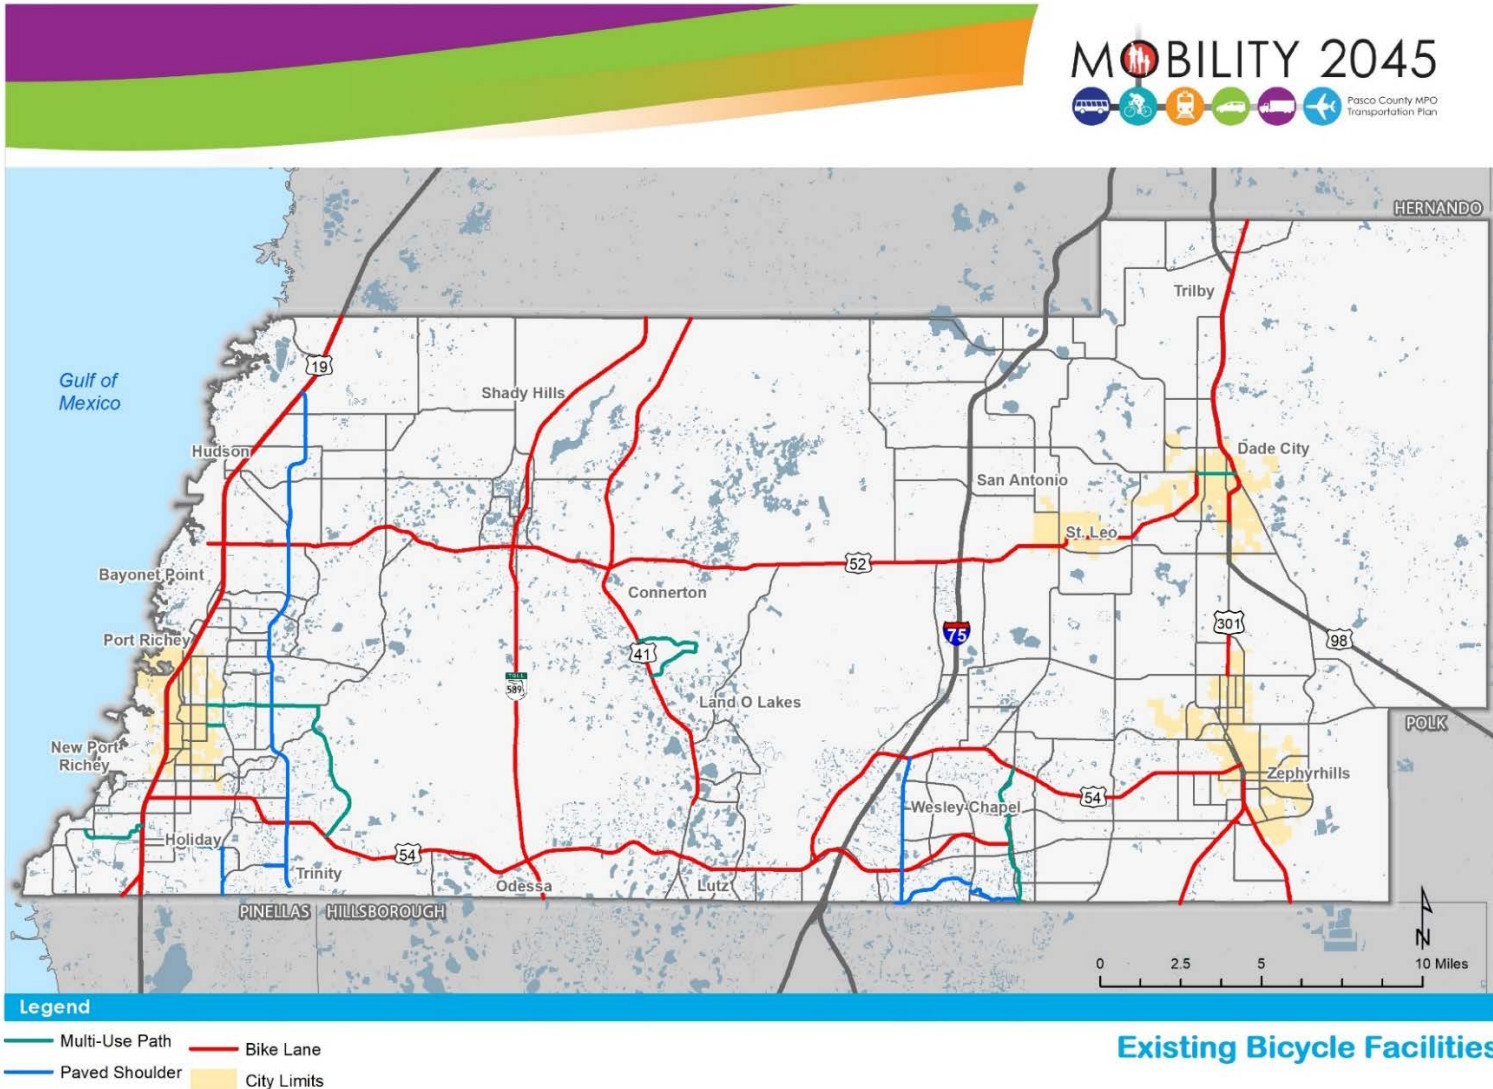 MOBILITY 2045
Pasco County MPO
Transportation Plan
HERNANDO
Trilby
19
Gulf of
Mexico
Shady Hills
Hudson
Dade City
San Antonio
St. Leo
52
Bayonet Point
Connerton
Port Richey
75
301
98
41
TOLL
589
Land O Lakes
POLK
New Port
Richey
Zephyrhills
54
Wesley Chapel
Holiday
54
Trinity
Odessa
Lutz
PINELLAS HILLSBOROUGH
N
0 2.5 5 10 Miles
Legend
Multi-Use Path
Bike Lane
Paved Shoulder
City Limits
Existing Bicycle Facilities